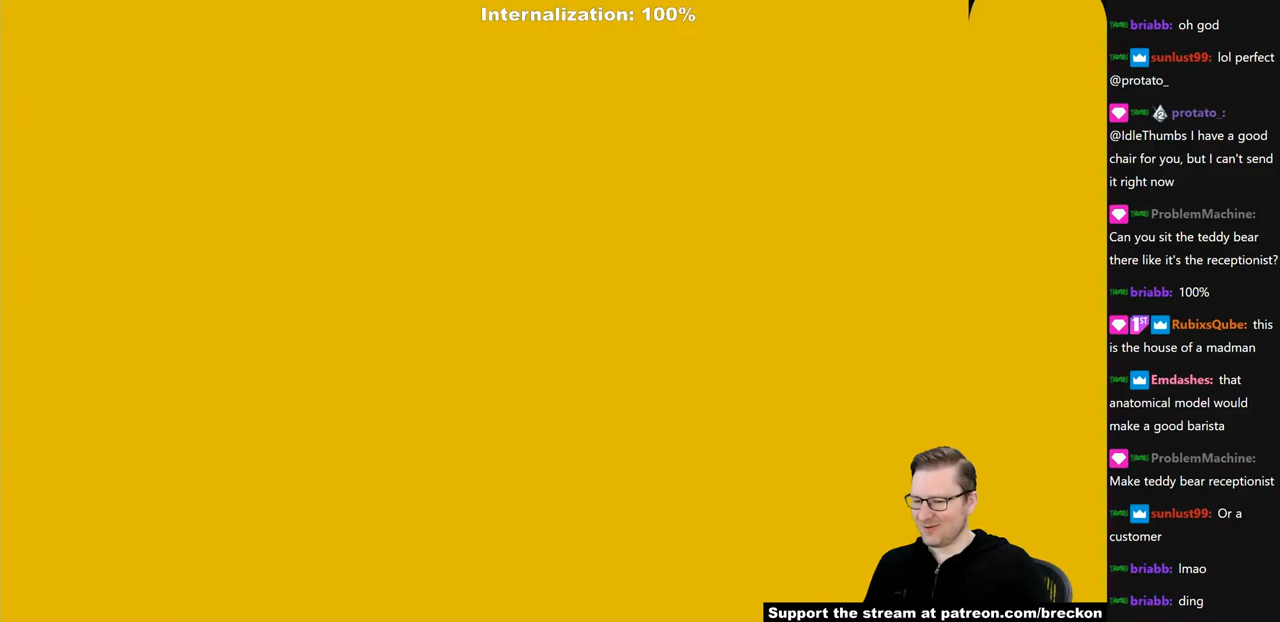 Internalization: 100%
briabb: oh god
sunlust99: lol perfect
@protato_
protato_:
@IdleThumbs I have a good
chair for you, but I can't send
it right now
ProblemMachine:
Can you sit the teddy bear
there like it's the receptionist?
briabb: 100%
1ST RubixsQube: this
is the house of a madman
Emdashes: that
anatomical model would
make a good barista
ProblemMachine:
Make teddy bear receptionist
sunlust99: Or a
customer
briabb: lmao
briabb: ding
Support the stream at patreon.com/breckon